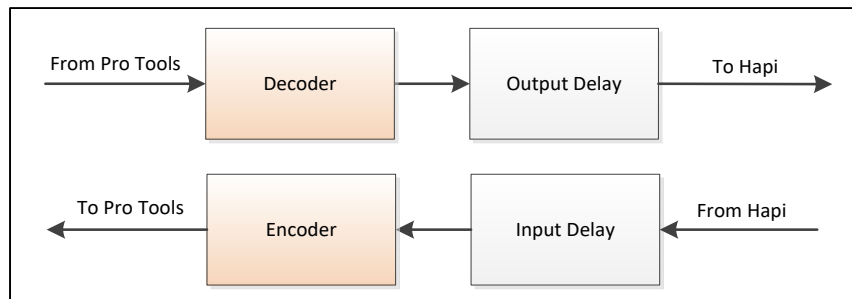 From Pro Tools
Decoder
Output Delay
To Hapi
To Pro Tools
Encoder
Input Delay
From Hapi